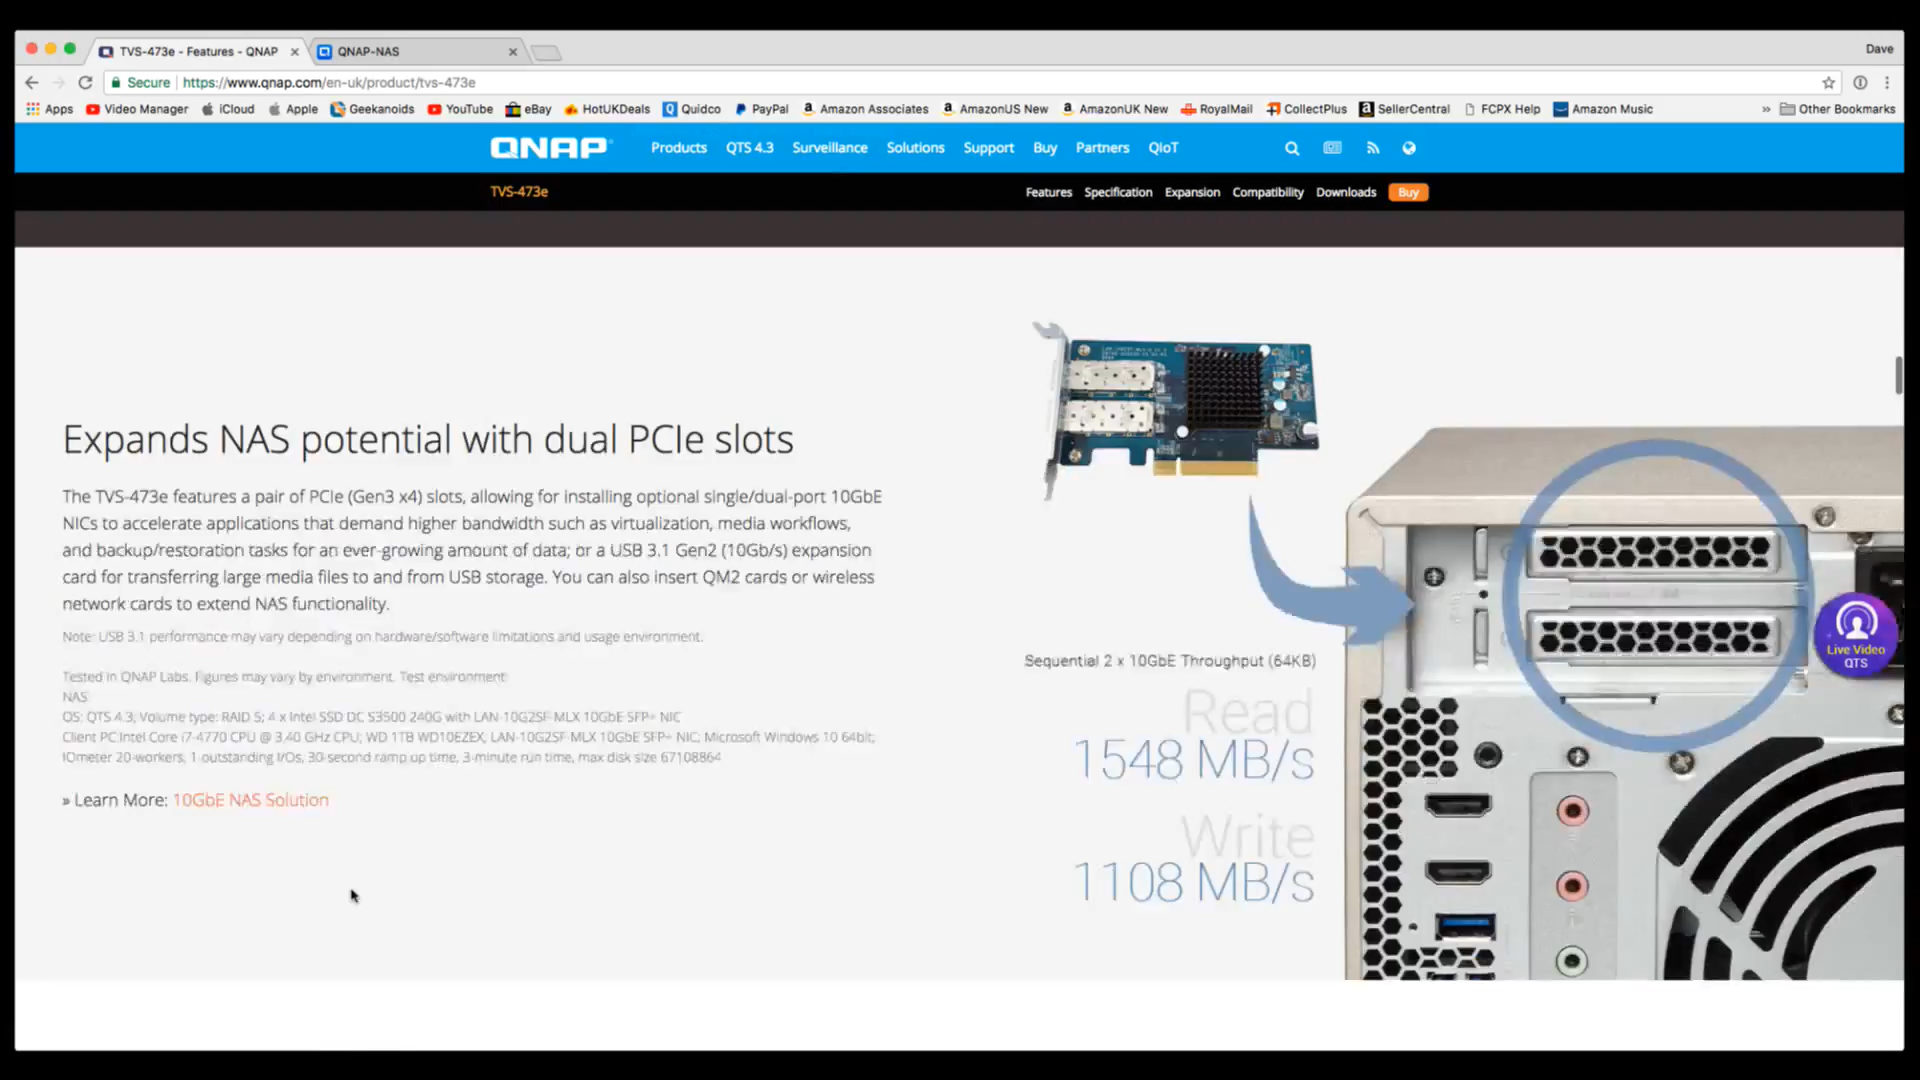 TVS-473e - Features - QNAP
QNAP-NAS
Dave
Secure https://www.qnap.com/en-uk/product/tvs-473e
Apps Video Manager iCloud Apple Geekanoids YouTube eBay HotUKDeals Quidco PayPal Amazon Associates AmazonUS New AmazonUK New RoyalMail CollectPlus SellerCentral FCPX Help Amazon Music » Other Bookmarks
QNAP Products QTS 4.3 Surveillance Solutions Support Buy Partners QIoT
TVS-473e Features Specification Expansion Compatibility Downloads Buy
Expands NAS potential with dual PCIe slots
The TVS-473e features a pair of PCIe (Gen3 x4) slots, allowing for installing optional single/dual-port 10GbE
NICs to accelerate applications that demand higher bandwidth such as virtualization, media workflows,
and backup/restoration tasks for an ever-growing amount of data; or a USB 3.1 Gen2 (10Gb/s) expansion
card for transferring large media files to and from USB storage. You can also insert QM2 cards or wireless
network cards to extend NAS functionality.
Note: USB 3.1 performance may vary depending on hardware/software limitations and usage environment.
Tested in QNAP Labs. Figures may vary by environment. Test environment:
NAS
OS: QTS 4.3; Volume type: RAID 5; 4 x Intel SSD DC S3500 240G with LAN-10G2SF-MLX 10GbE SFP+ NIC
Client PC:Intel Core i7-4770 CPU @ 3.40 GHz CPU; WD 1TB WD10EZEX; LAN-10G2SF-MLX 10GbE SFP+ NIC; Microsoft Windows 10 64bit;
IOmeter 20-workers, 1 outstanding I/Os, 30-second ramp up time, 3-minute run time, max disk size 67108864
» Learn More: 10GbE NAS Solution
Sequential 2 x 10GbE Throughput (64KB)
Read
1548 MB/s
Write
1108 MB/s
Live Video
QTS